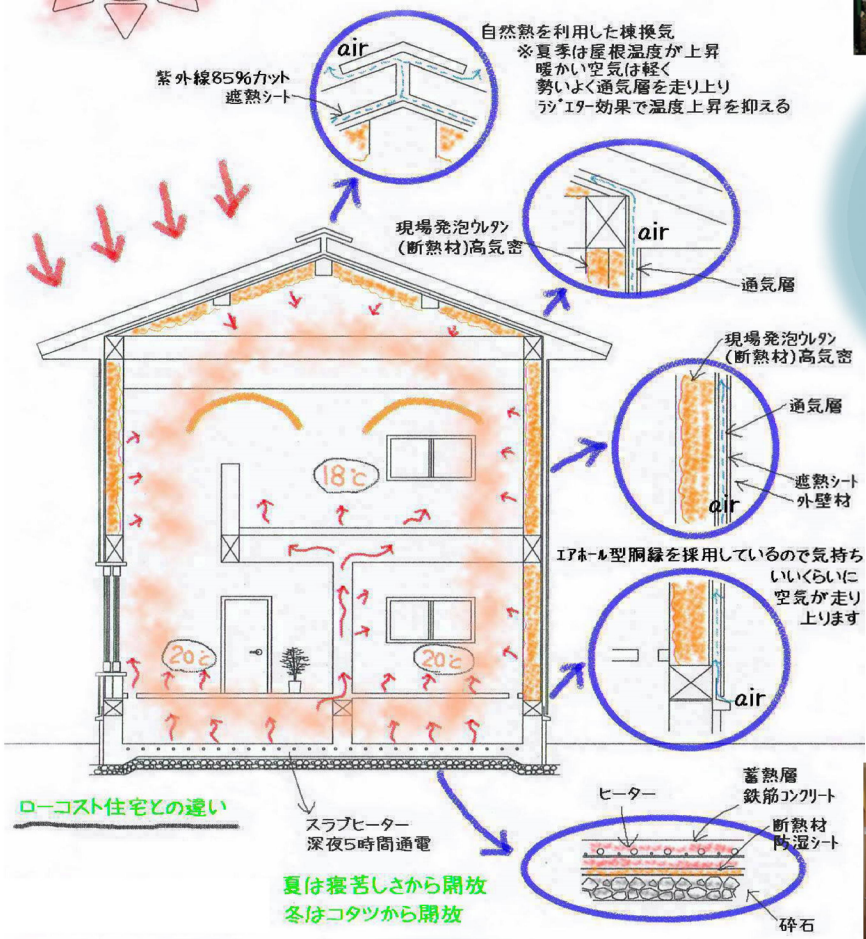 自然熱を利用した棟換気
※夏季は屋根温度が上昇
暖かい空気は軽く
勢いよく通気層を走り上り
ラジエター効果で温度上昇を抑える
air
紫外線85%カット
遮熱シート
現場発泡ウレタン
(断熱材)高気密
air
通気層
現場発泡ウレタン
(断熱材)高気密
通気層
遮熱シート
外壁材
air
18℃
エアホール型胴縁を採用しているので気持ち
いいくらいに
空気が走り
上ります
20℃
20℃
air
ローコスト住宅との違い
スラブヒーター
深夜5時間通電
ヒーター
蓄熱層
鉄筋コンクリート
断熱材
防湿シート
砕石
夏は寝苦しさから開放
冬はコタツから開放